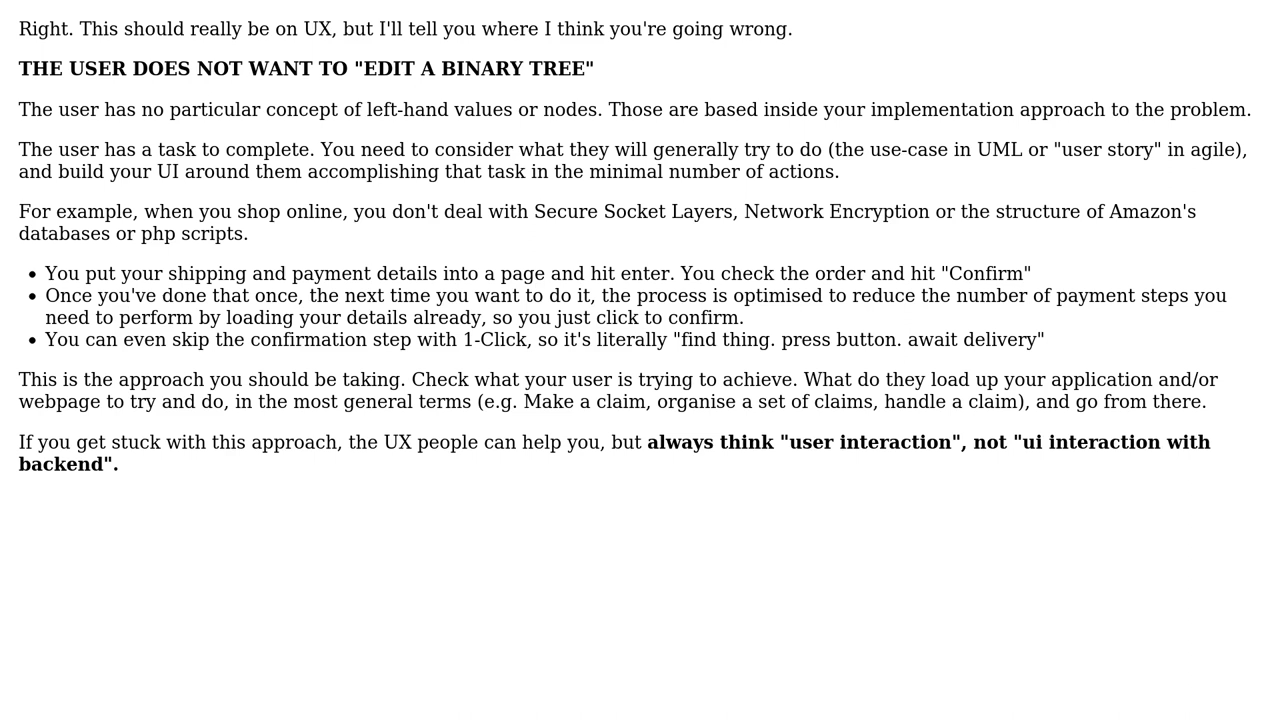 Right. This should really be on UX, but I'll tell you where I think you're going wrong.
THE USER DOES NOT WANT TO "EDIT A BINARY TREE"
The user has no particular concept of left-hand values or nodes. Those are based inside your implementation approach to the problem.
The user has a task to complete. You need to consider what they will generally try to do (the use-case in UML or "user story" in agile),
and build your UI around them accomplishing that task in the minimal number of actions.
For example, when you shop online, you don't deal with Secure Socket Layers, Network Encryption or the structure of Amazon's
databases or php scripts.
• You put your shipping and payment details into a page and hit enter. You check the order and hit "Confirm"
• Once you've done that once, the next time you want to do it, the process is optimised to reduce the number of payment steps you
need to perform by loading your details already, so you just click to confirm.
• You can even skip the confirmation step with 1-Click, so it's literally "find thing. press button. await delivery"
This is the approach you should be taking. Check what your user is trying to achieve. What do they load up your application and/or
webpage to try and do, in the most general terms (e.g. Make a claim, organise a set of claims, handle a claim), and go from there.
If you get stuck with this approach, the UX people can help you, but always think "user interaction", not "ui interaction with
backend".